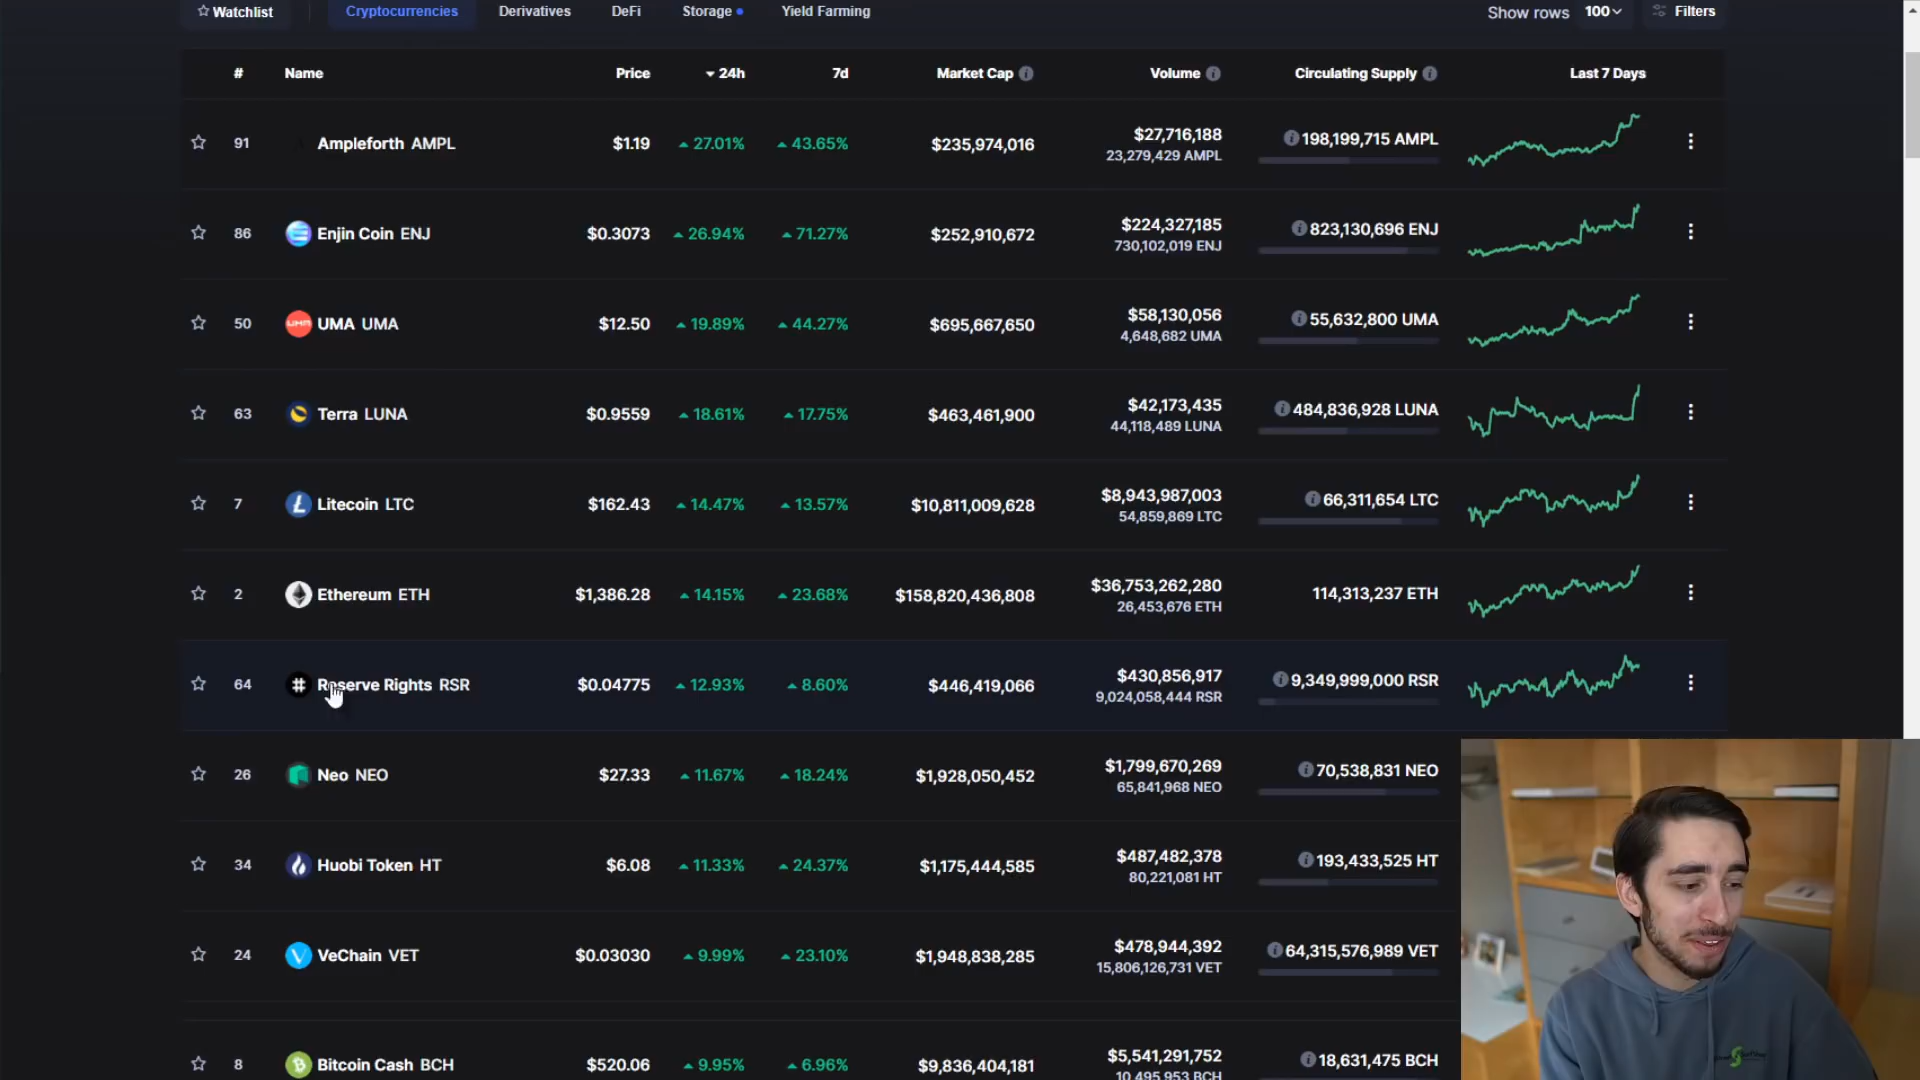 Watchlist Cryptocurrencies Derivatives DeFi Storage Yield Farming Show rows 100 Filters
# Name Price 24h 7d Market Cap Volume Circulating Supply Last 7 Days
91 Ampleforth AMPL $1.19 27.01% 43.65% $235,974,016 $27,716,188 198,199,715 AMPL
23,279,429 AMPL
86 Enjin Coin ENJ $0.3073 26.94% 71.27% $252,910,672 $224,327,185 823,130,696 ENJ
730,102,019 ENJ
50 UMA UMA $12.50 19.89% 44.27% $695,667,650 $58,130,056 55,632,800 UMA
4,648,682 UMA
63 Terra LUNA $0.9559 18.61% 17.75% $463,461,900 $42,173,435 484,836,928 LUNA
44,118,489 LUNA
7 Litecoin LTC $162.43 14.47% 13.57% $10,811,009,628 $8,943,987,003 66,311,654 LTC
54,859,869 LTC
2 Ethereum ETH $1,386.28 14.15% 23.68% $158,820,436,808 $36,753,262,280 114,313,237 ETH
26,453,676 ETH
64 Reserve Rights RSR $0.04775 12.93% 8.60% $446,419,066 $430,856,917 9,349,999,000 RSR
9,024,058,444 RSR
26 Neo NEO $27.33 11.67% 18.24% $1,928,050,452 $1,799,670,269 70,538,831 NEO
65,841,968 NEO
34 Huobi Token HT $6.08 11.33% 24.37% $1,175,444,585 $487,482,378 193,433,525 HT
80,221,081 HT
24 VeChain VET $0.03030 9.99% 23.10% $1,948,838,285 $478,944,392 64,315,576,989 VET
15,806,126,731 VET
8 Bitcoin Cash BCH $520.06 9.95% 6.96% $9,836,404,181 $5,541,291,752 18,631,475 BCH
10,495,953 BCH